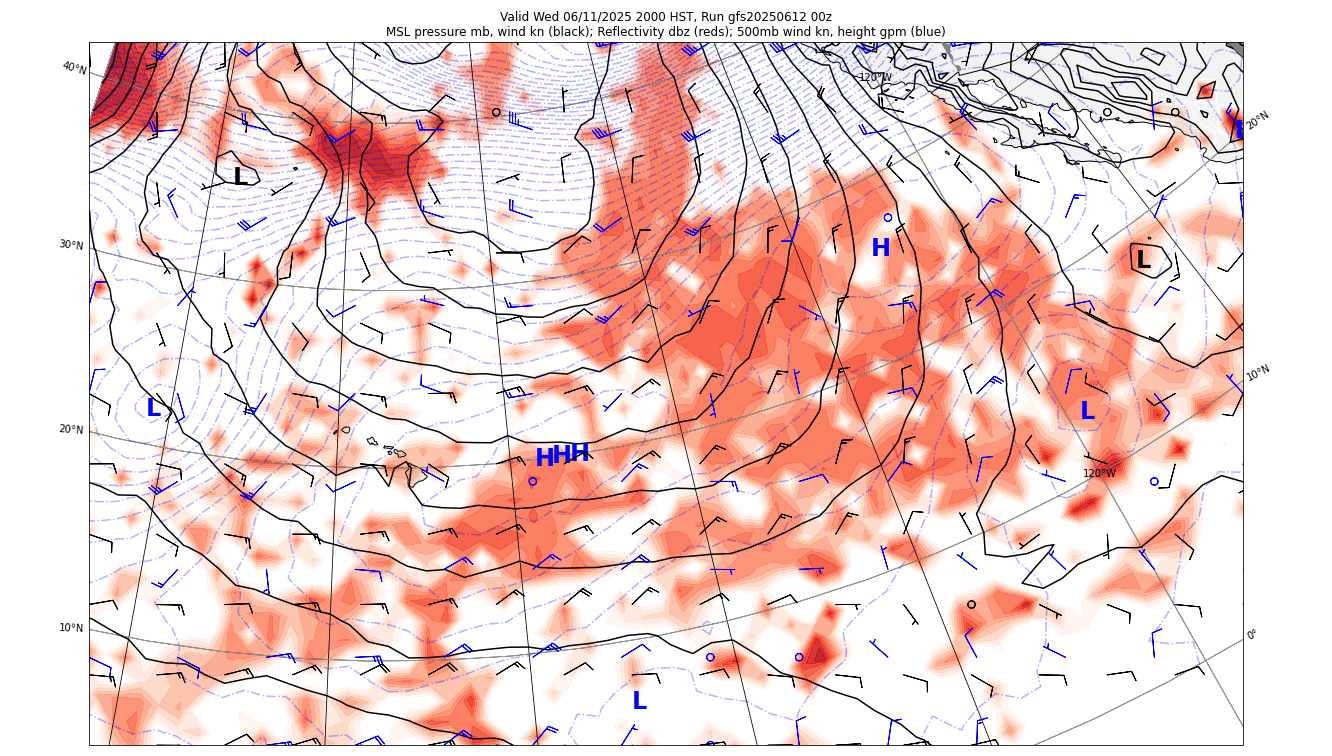 Valid Wed 06/11/2025 2000 HST, Run gfs20250612 00z
MSL pressure mb, wind kn (black); Reflectivity dbz (reds); 500mb wind kn, height gpm (blue)
40°N
120°W
20°N
L
30°N
H
L
10°N
L
L
20°N
H H H
120°W
10°N
0°
L